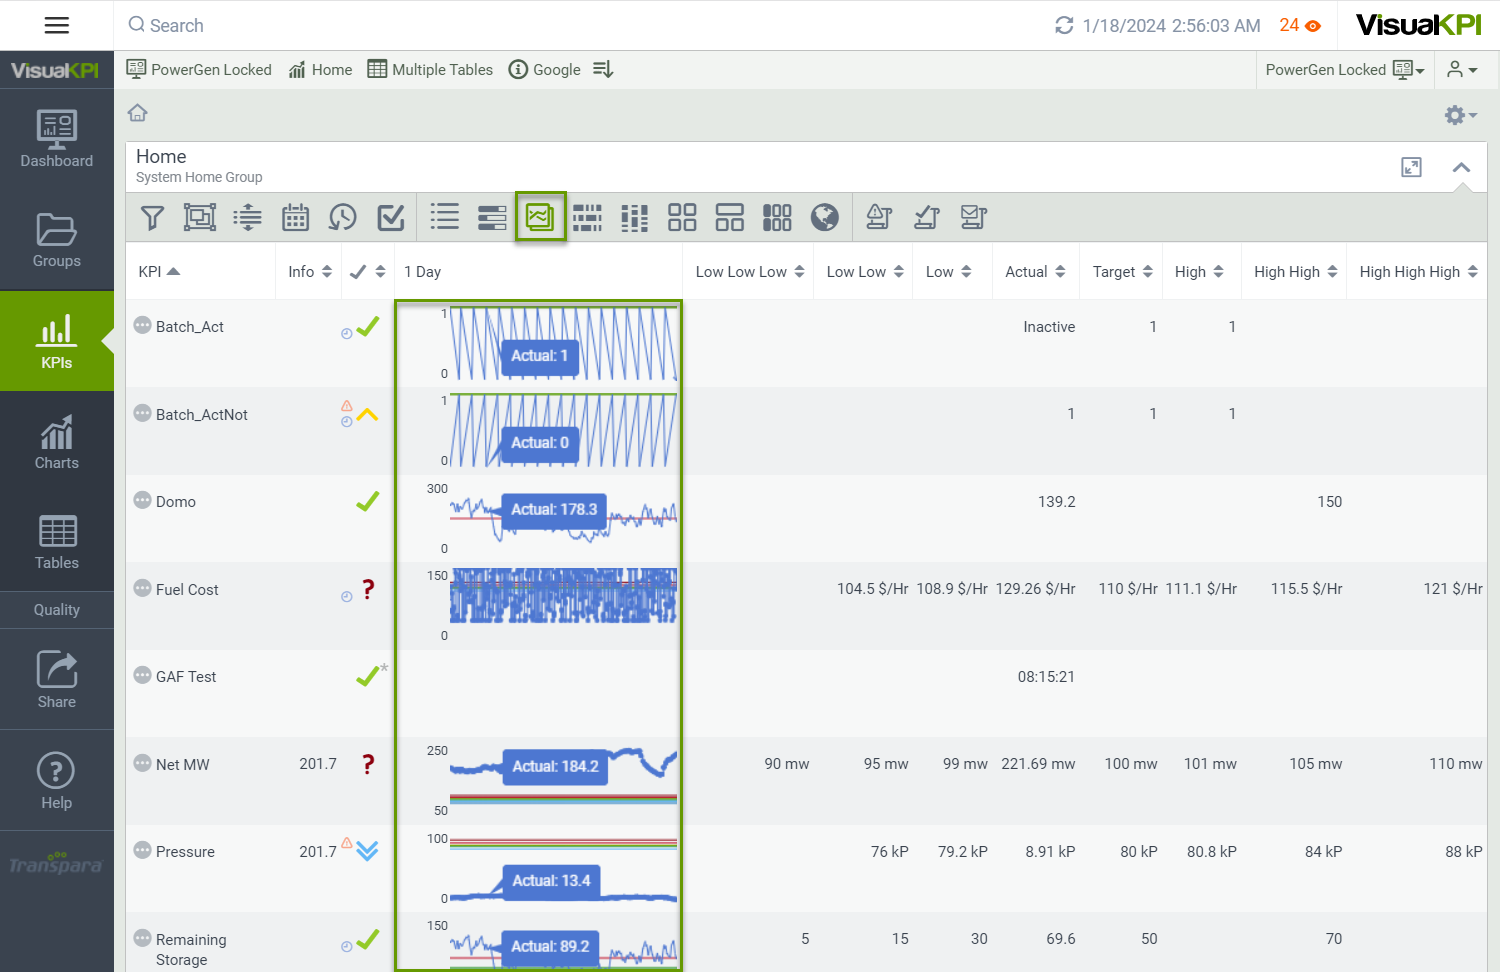 Search
1/18/2024 2:56:03 AM
24
VisualKPI
VisualKPI
PowerGen Locked
Home
Multiple Tables
Google
PowerGen Locked
Dashboard
Groups
KPIs
Charts
Tables
Quality
Share
Help
Transpara
Home
System Home Group
KPI Info 1 Day Low Low Low Low Low Low Actual Target High High High High High High
Batch_Act 1 0 Actual: 1 Inactive 1 1
Batch_ActNot 1 0 Actual: 0 1 1 1
Domo 300 0 Actual: 178.3 139.2 150
Fuel Cost 150 0 104.5 $/Hr 108.9 $/Hr 129.26 $/Hr 110 $/Hr 111.1 $/Hr 115.5 $/Hr 121 $/Hr
GAF Test * 08:15:21
Net MW 201.7 ? 250 50 Actual: 184.2 90 mw 95 mw 99 mw 221.69 mw 100 mw 101 mw 105 mw 110 mw
Pressure 201.7 100 0 Actual: 13.4 76 kP 79.2 kP 8.91 kP 80 kP 80.8 kP 84 kP 88 kP
Remaining 150 Actual: 89.2 5 15 30 69.6 50 70
Storage